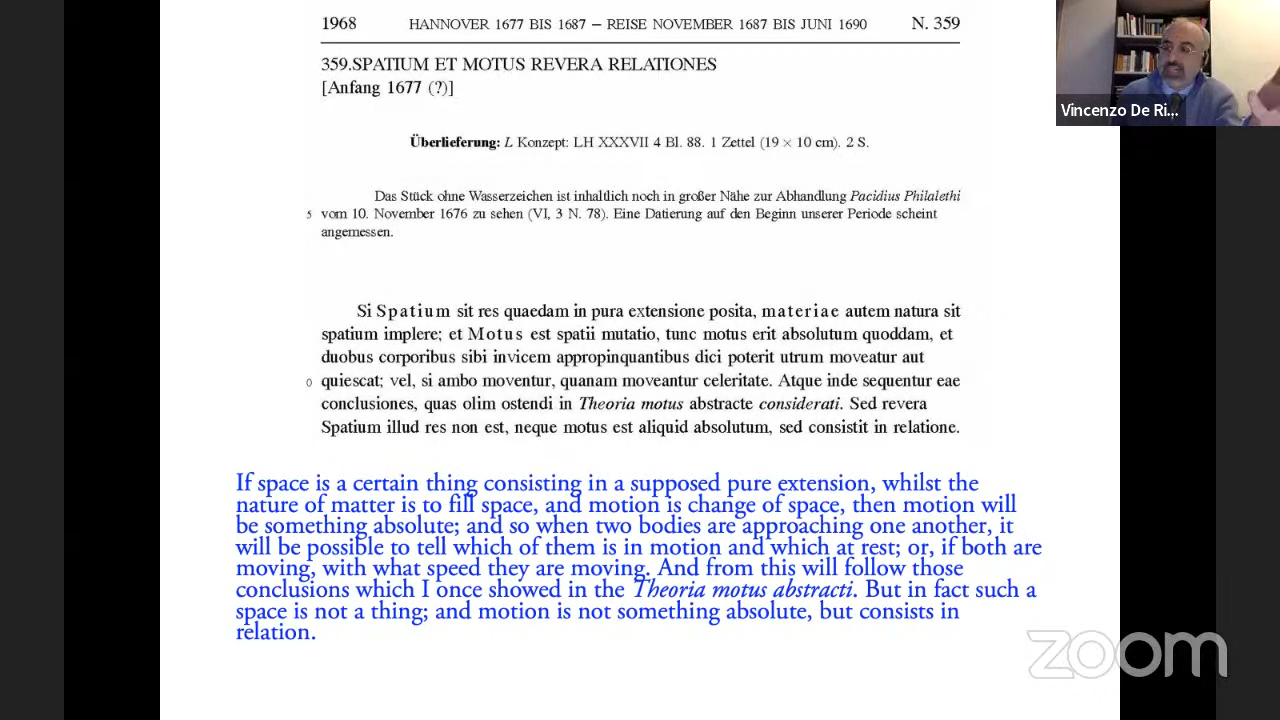 1968 HANNOVER 1677 BIS 1687 – REISE NOVEMBER 1687 BIS JUNI 1690 N. 359
359.SPATIUM ET MOTUS REVERA RELATIONES
[Anfang 1677 (?)]
Überlieferung: L Konzept: LH XXXVII 4 Bl. 88. 1 Zettel (19 × 10 cm). 2 S.
Das Stück ohne Wasserzeichen ist inhaltlich noch in großer Nähe zur Abhandlung Pacidius Philalethi
5 vom 10. November 1676 zu sehen (VI, 3 N. 78). Eine Datierung auf den Beginn unserer Periode scheint
angemessen.
Si Spatium sit res quaedam in pura extensione posita, materiae autem natura sit
spatium implere; et Motus est spatii mutatio, tunc motus erit absolutum quoddam, et
duobus corporibus sibi invicem appropinquantibus dici poterit utrum moveatur aut
0 quiescat; vel, si ambo moventur, quanam moveantur celeritate. Atque inde sequentur eae
conclusiones, quas olim ostendi in Theoria motus abstracte considerati. Sed revera
Spatium illud res non est, neque motus est aliquid absolutum, sed consistit in relatione.
If space is a certain thing consisting in a supposed pure extension, whilst the
nature of matter is to fill space, and motion is change of space, then motion will
be something absolute; and so when two bodies are approaching one another, it
will be possible to tell which of them is in motion and which at rest; or, if both are
moving, with what speed they are moving. And from this will follow those
conclusions which I once showed in the Theoria motus abstracti. But in fact such a
space is not a thing; and motion is not something absolute, but consists in
relation.
Vincenzo De Ri...
zoom